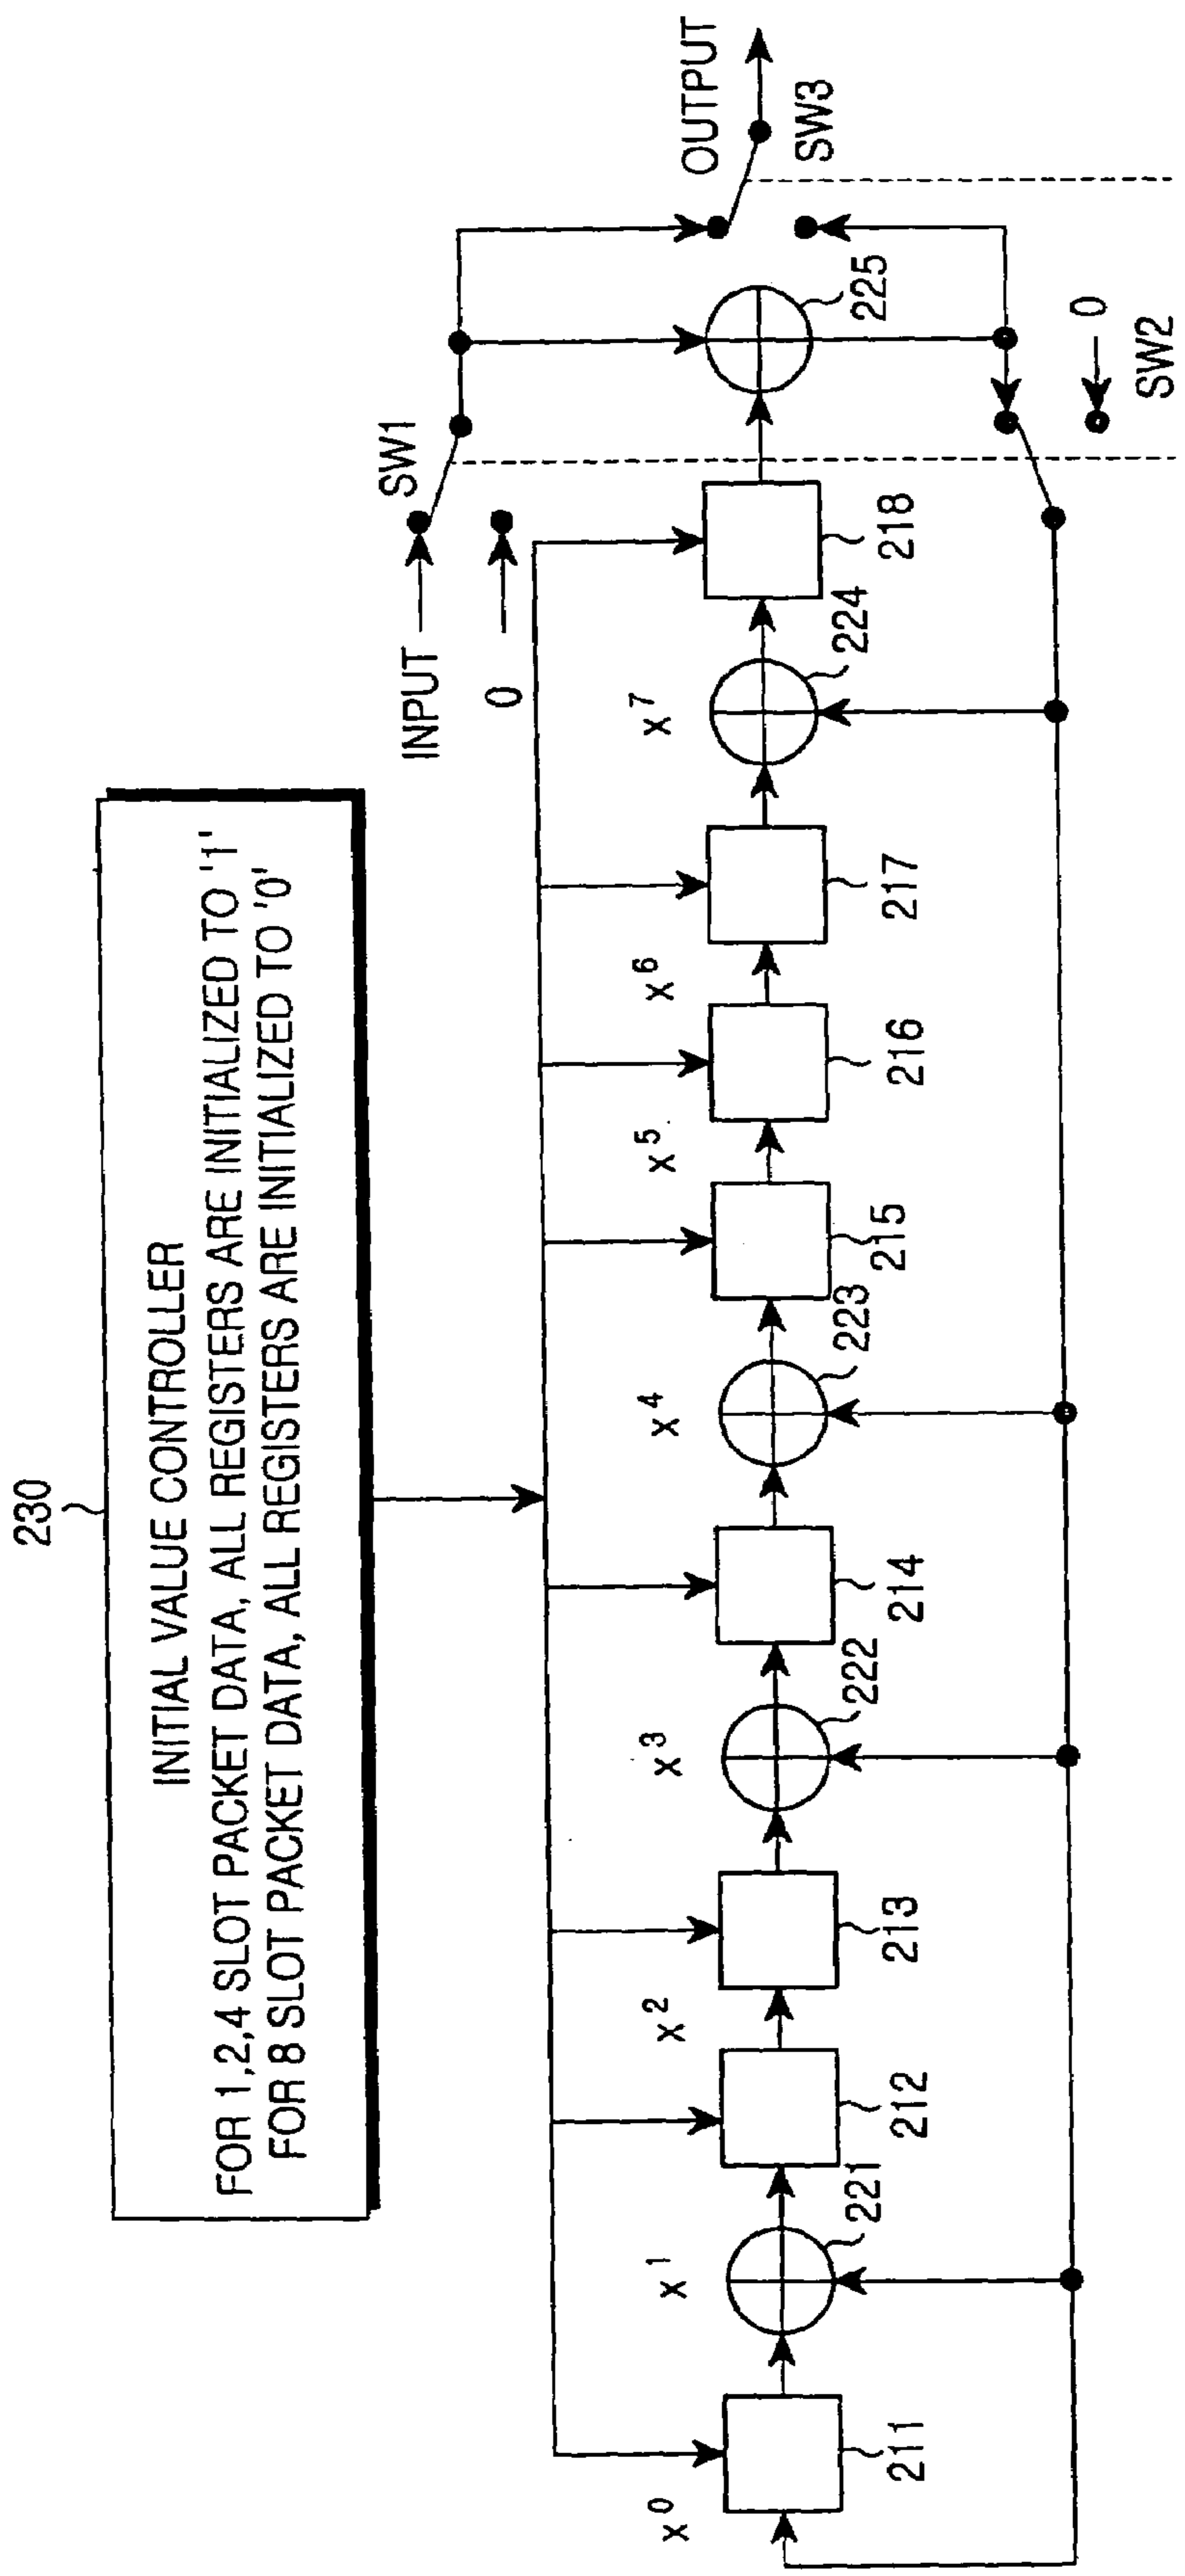 230
INITIAL VALUE CONTROLLER
FOR 1,2,4 SLOT PACKET DATA, ALL REGISTERS ARE INITIALIZED TO '1'
FOR 8 SLOT PACKET DATA, ALL REGISTERS ARE INITIALIZED TO '0'
INPUT
SW1
0
OUTPUT
SW3
x⁰
x¹
x²
x³
x⁴
x⁵
x⁶
x⁷
211
221
212
213
222
214
223
215
216
217
224
218
225
0
SW2